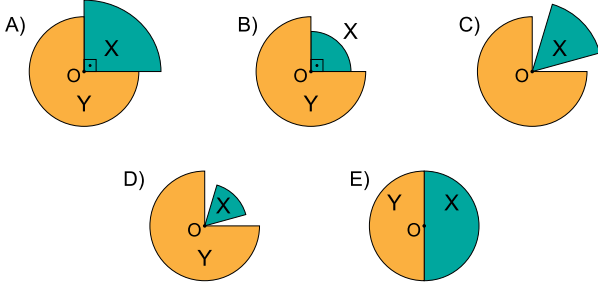 A) X O Y
B) X O Y
C) X O
D) X O Y
E) Y X O